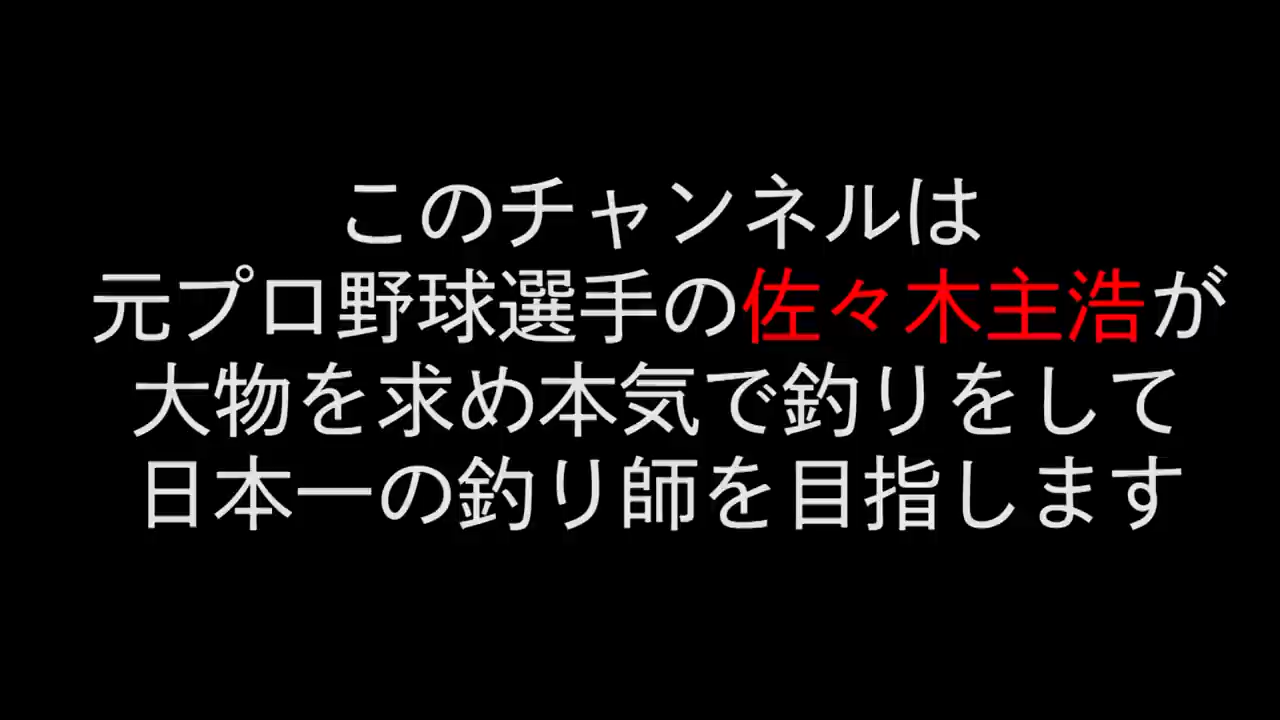 このチャンネルは
元プロ野球選手の佐々木主浩が
大物を求め本気で釣りをして
日本一の釣り師を目指します